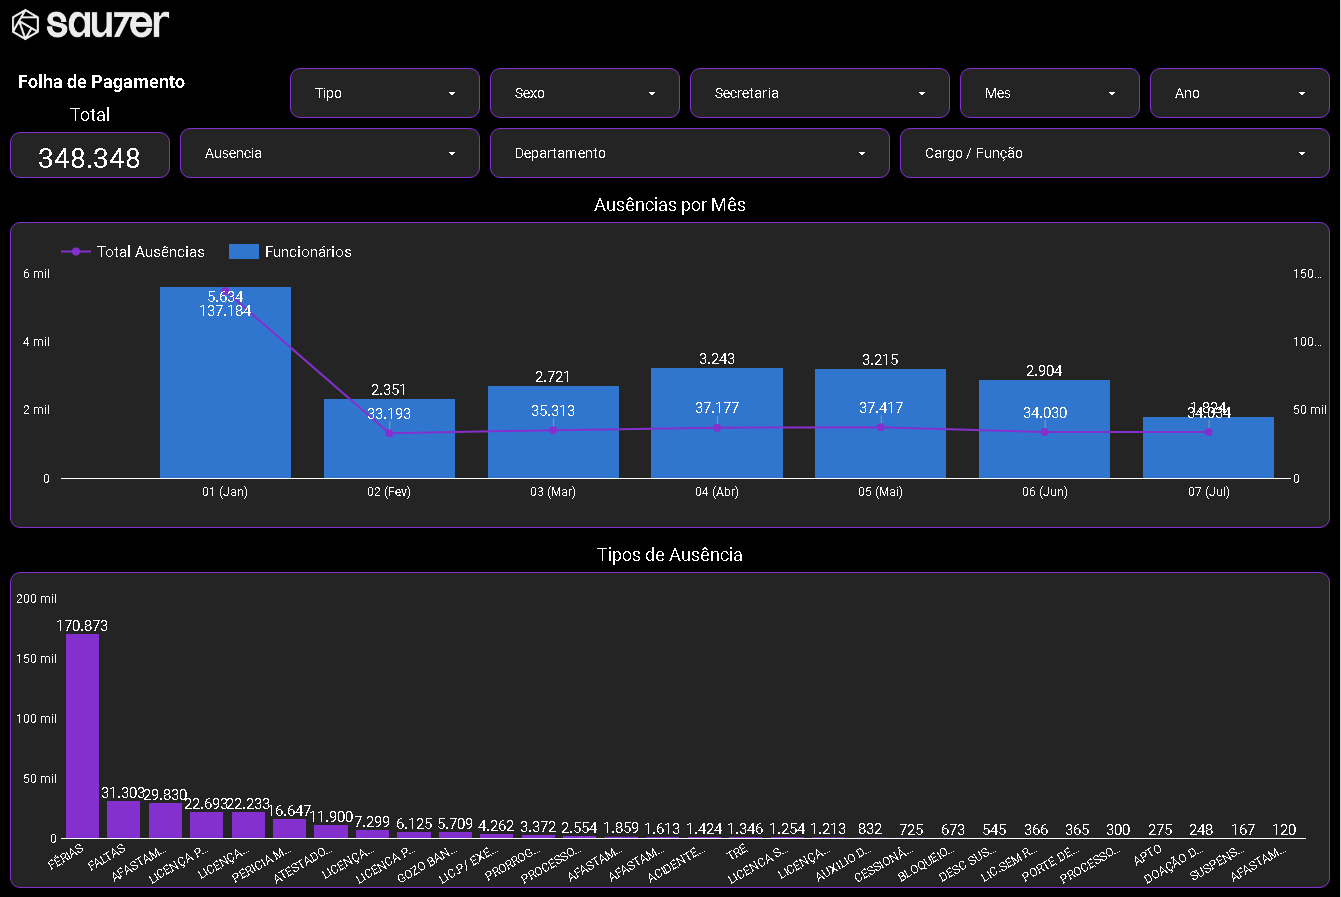 sau7er
Folha de Pagamento
Total
348.348
Tipo
Sexo
Secretaria
Mes
Ano
Ausencia
Departamento
Cargo / Função
Ausências por Mês
Total Ausências
Funcionários
6 mil
4 mil
2 mil
0
150...
100...
50 mil
0
5.634
137.184
2.351
33.193
2.721
35.313
3.243
37.177
3.215
37.417
2.904
34.030
34.034
01 (Jan)
02 (Fev)
03 (Mar)
04 (Abr)
05 (Mai)
06 (Jun)
07 (Jul)
Tipos de Ausência
200 mil
150 mil
100 mil
50 mil
0
170.873
31.303
29.830
22.693
22.233
16.647
11.900
7.299
6.125
5.709
4.262
3.372
2.554
1.859
1.613
1.424
1.346
1.254
1.213
832
725
673
545
366
365
300
275
248
167
120
FÉRIAS
FALTAS
AFASTAM...
LICENÇA P...
LICENÇA...
PERICIA M...
ATESTADO...
LICENÇA...
LICENCA P...
GOZO BAN...
LIC.P/ EXE...
PRORROG...
PROCESSO...
AFASTAM...
AFASTAM...
ACIDENTE...
TRE
LICENCA S...
LICENÇA...
AUXILIO D...
CESSIONÁ...
BLOQUEIO...
DESC SUS...
LIC.SEM R...
PORTE DE...
PROCESSO...
APTO
DOAÇÃO D...
SUSPENS...
AFASTAM...